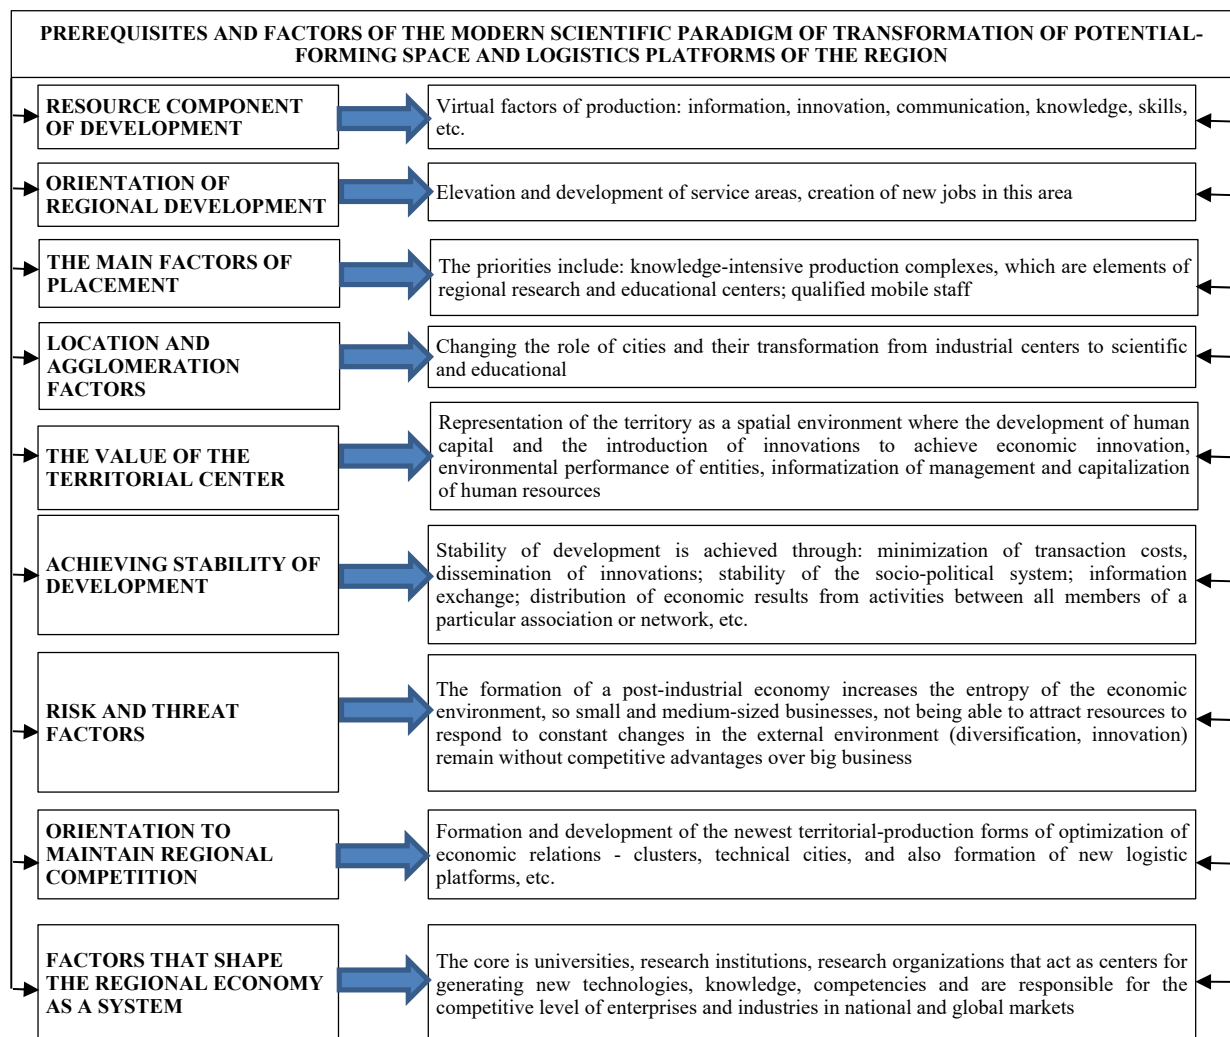 PREREQUISITES AND FACTORS OF THE MODERN SCIENTIFIC PARADIGM OF TRANSFORMATION OF POTENTIAL-
FORMING SPACE AND LOGISTICS PLATFORMS OF THE REGION
RESOURCE COMPONENT
OF DEVELOPMENT
Virtual factors of production: information, innovation, communication, knowledge, skills,
etc.
ORIENTATION OF
REGIONAL DEVELOPMENT
Elevation and development of service areas, creation of new jobs in this area
THE MAIN FACTORS OF
PLACEMENT
The priorities include: knowledge-intensive production complexes, which are elements of
regional research and educational centers; qualified mobile staff
LOCATION AND
AGGLOMERATION
FACTORS
Changing the role of cities and their transformation from industrial centers to scientific
and educational
THE VALUE OF THE
TERRITORIAL CENTER
Representation of the territory as a spatial environment where the development of human
capital and the introduction of innovations to achieve economic innovation,
environmental performance of entities, informatization of management and capitalization
of human resources
ACHIEVING STABILITY OF
DEVELOPMENT
Stability of development is achieved through: minimization of transaction costs,
dissemination of innovations; stability of the socio-political system; information
exchange; distribution of economic results from activities between all members of a
particular association or network, etc.
RISK AND THREAT
FACTORS
The formation of a post-industrial economy increases the entropy of the economic
environment, so small and medium-sized businesses, not being able to attract resources to
respond to constant changes in the external environment (diversification, innovation)
remain without competitive advantages over big business
ORIENTATION TO
MAINTAIN REGIONAL
COMPETITION
Formation and development of the newest territorial-production forms of optimization of
economic relations - clusters, technical cities, and also formation of new logistic
platforms, etc.
FACTORS THAT SHAPE
THE REGIONAL ECONOMY
AS A SYSTEM
The core is universities, research institutions, research organizations that act as centers for
generating new technologies, knowledge, competencies and are responsible for the
competitive level of enterprises and industries in national and global markets